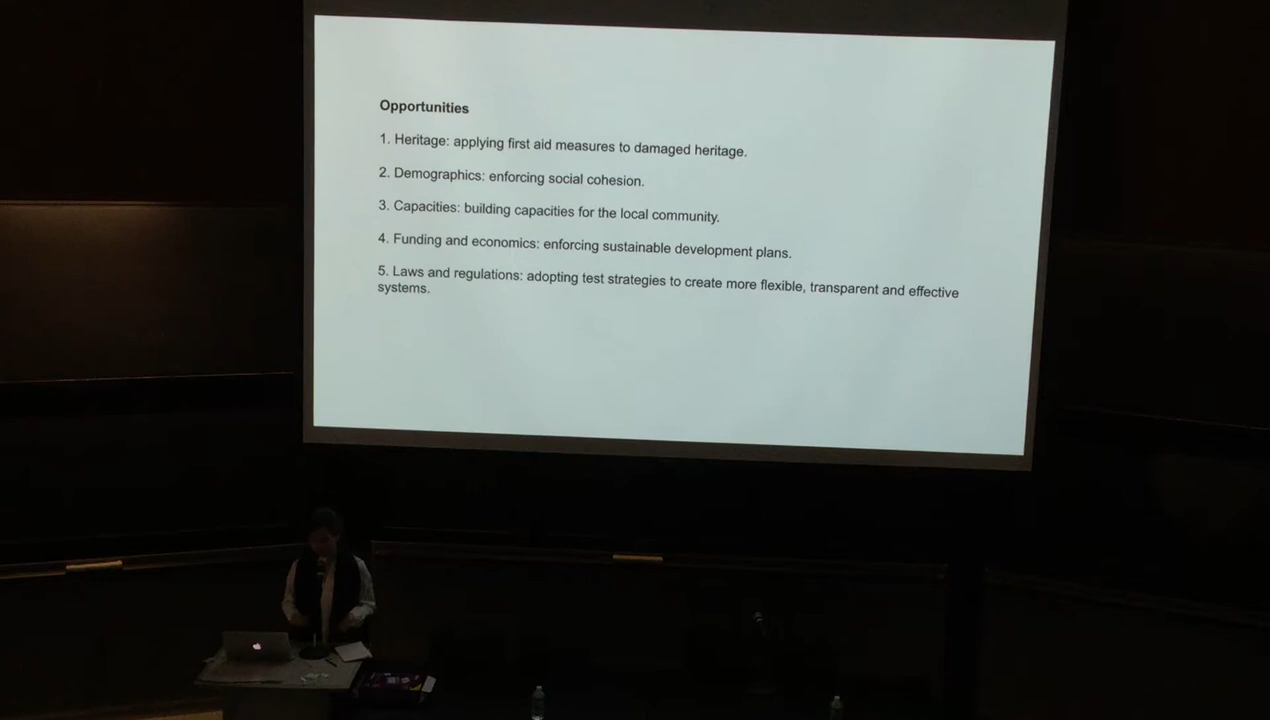 Opportunities
1. Heritage: applying first aid measures to damaged heritage.
2. Demographics: enforcing social cohesion.
3. Capacities: building capacities for the local community.
4. Funding and economics: enforcing sustainable development plans.
5. Laws and regulations: adopting test strategies to create more flexible, transparent and effective
systems.